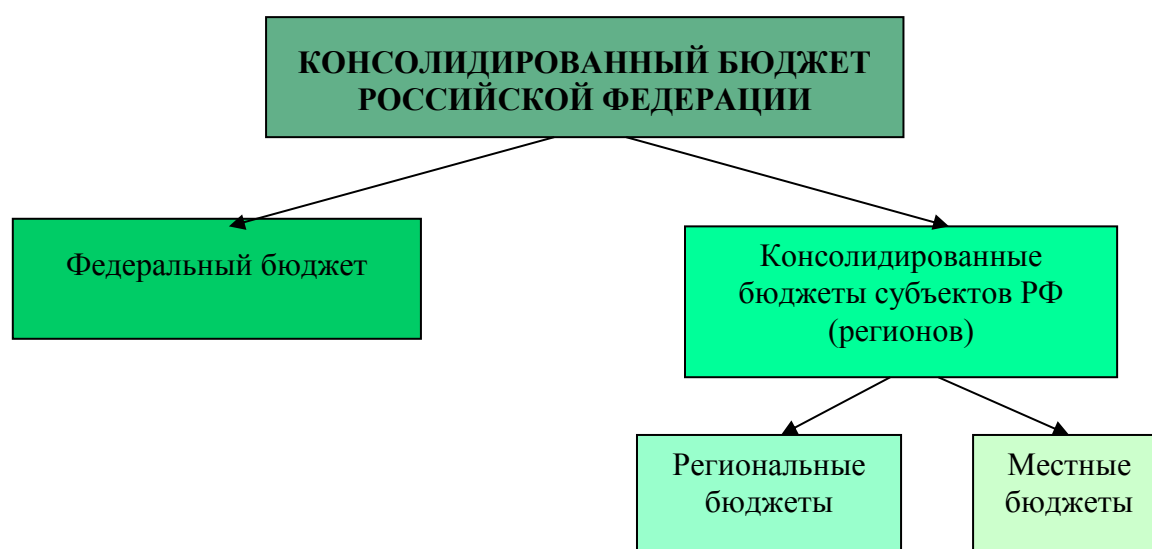 КОНСОЛИДИРОВАННЫЙ БЮДЖЕТ
РОССИЙСКОЙ ФЕДЕРАЦИИ
Федеральный бюджет
Консолидированные
бюджеты субъектов РФ
(регионов)
Региональные
бюджеты
Местные
бюджеты